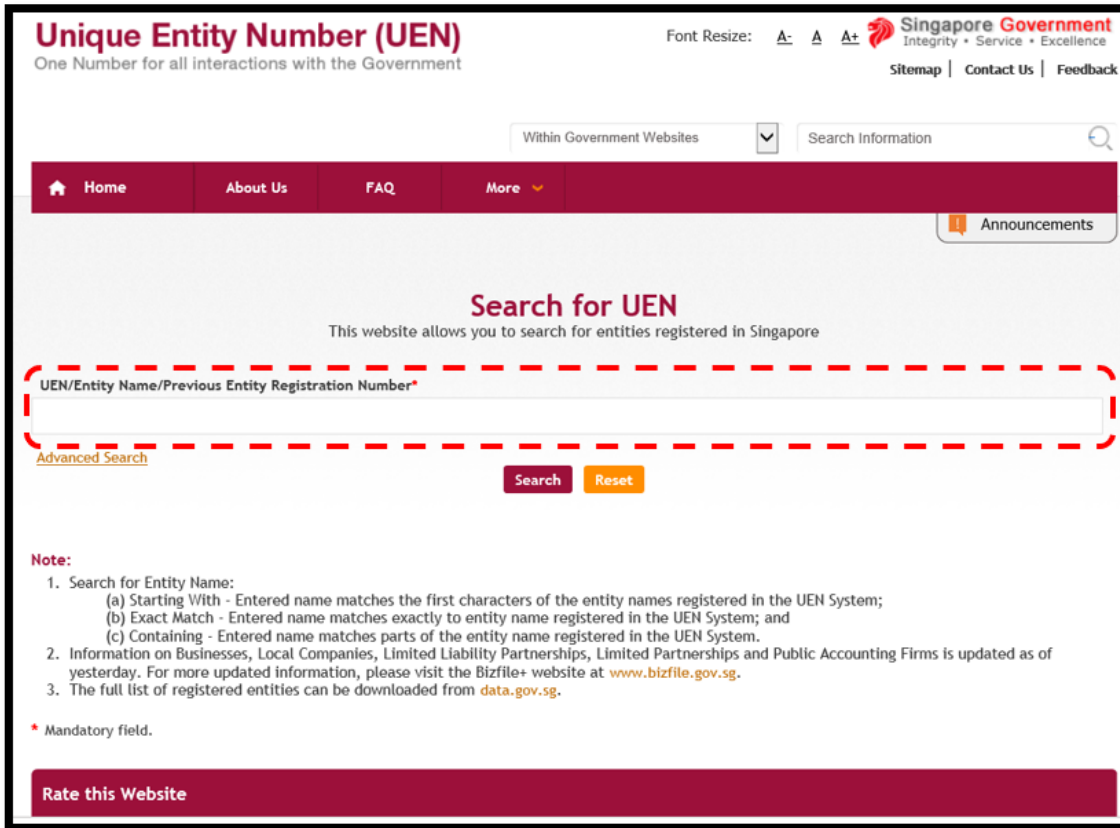 Unique Entity Number (UEN)
One Number for all interactions with the Government
Font Resize: A- A A+
Singapore Government
Integrity • Service • Excellence
Sitemap | Contact Us | Feedback
Within Government Websites
Search Information
Home About Us FAQ More
! Announcements
Search for UEN
This website allows you to search for entities registered in Singapore
UEN/Entity Name/Previous Entity Registration Number*
Advanced Search
Search Reset
Note:
1. Search for Entity Name:
(a) Starting With - Entered name matches the first characters of the entity names registered in the UEN System;
(b) Exact Match - Entered name matches exactly to entity name registered in the UEN System; and
(c) Containing - Entered name matches parts of the entity name registered in the UEN System.
2. Information on Businesses, Local Companies, Limited Liability Partnerships, Limited Partnerships and Public Accounting Firms is updated as of
yesterday. For more updated information, please visit the Bizfile+ website at www.bizfile.gov.sg.
3. The full list of registered entities can be downloaded from data.gov.sg.
* Mandatory field.
Rate this Website